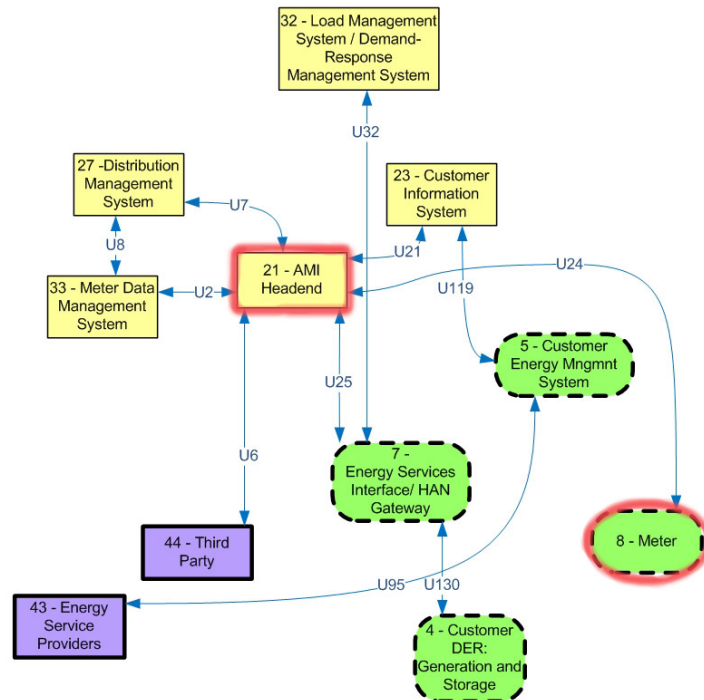 32 - Load Management
System / Demand-
Response
Management System
U32
27 -Distribution
Management
System
23 - Customer
Information
System
U7
U8
U21
21 - AMI
Headend
U24
33 - Meter Data
Management
System
U2
U119
5 - Customer
Energy Mngmnt
System
U25
U6
7 -
Energy Services
Interface/ HAN
Gateway
44 - Third
Party
8 - Meter
U95
U130
43 - Energy
Service
Providers
4 - Customer
DER:
Generation and
Storage